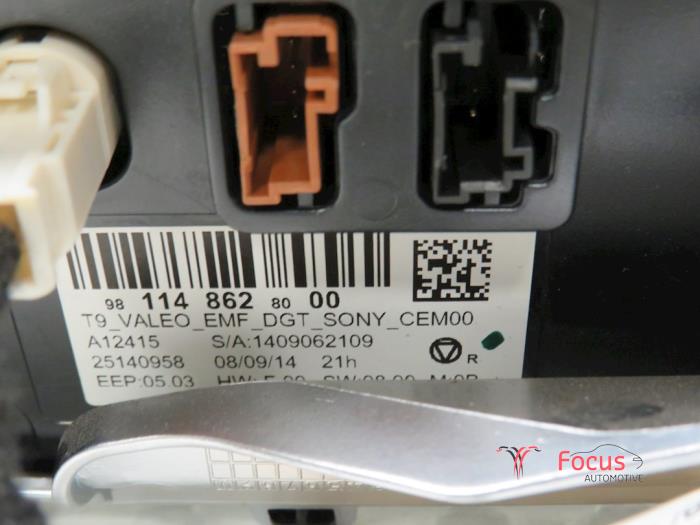 98 114 862 80 00
T9_VALEO_EMF_DGT_SONY_CEM00
A12415 S/A:1409062109
25140958 08/09/14 21h
R
EEP:05.03
Focus
AUTOMOTIVE